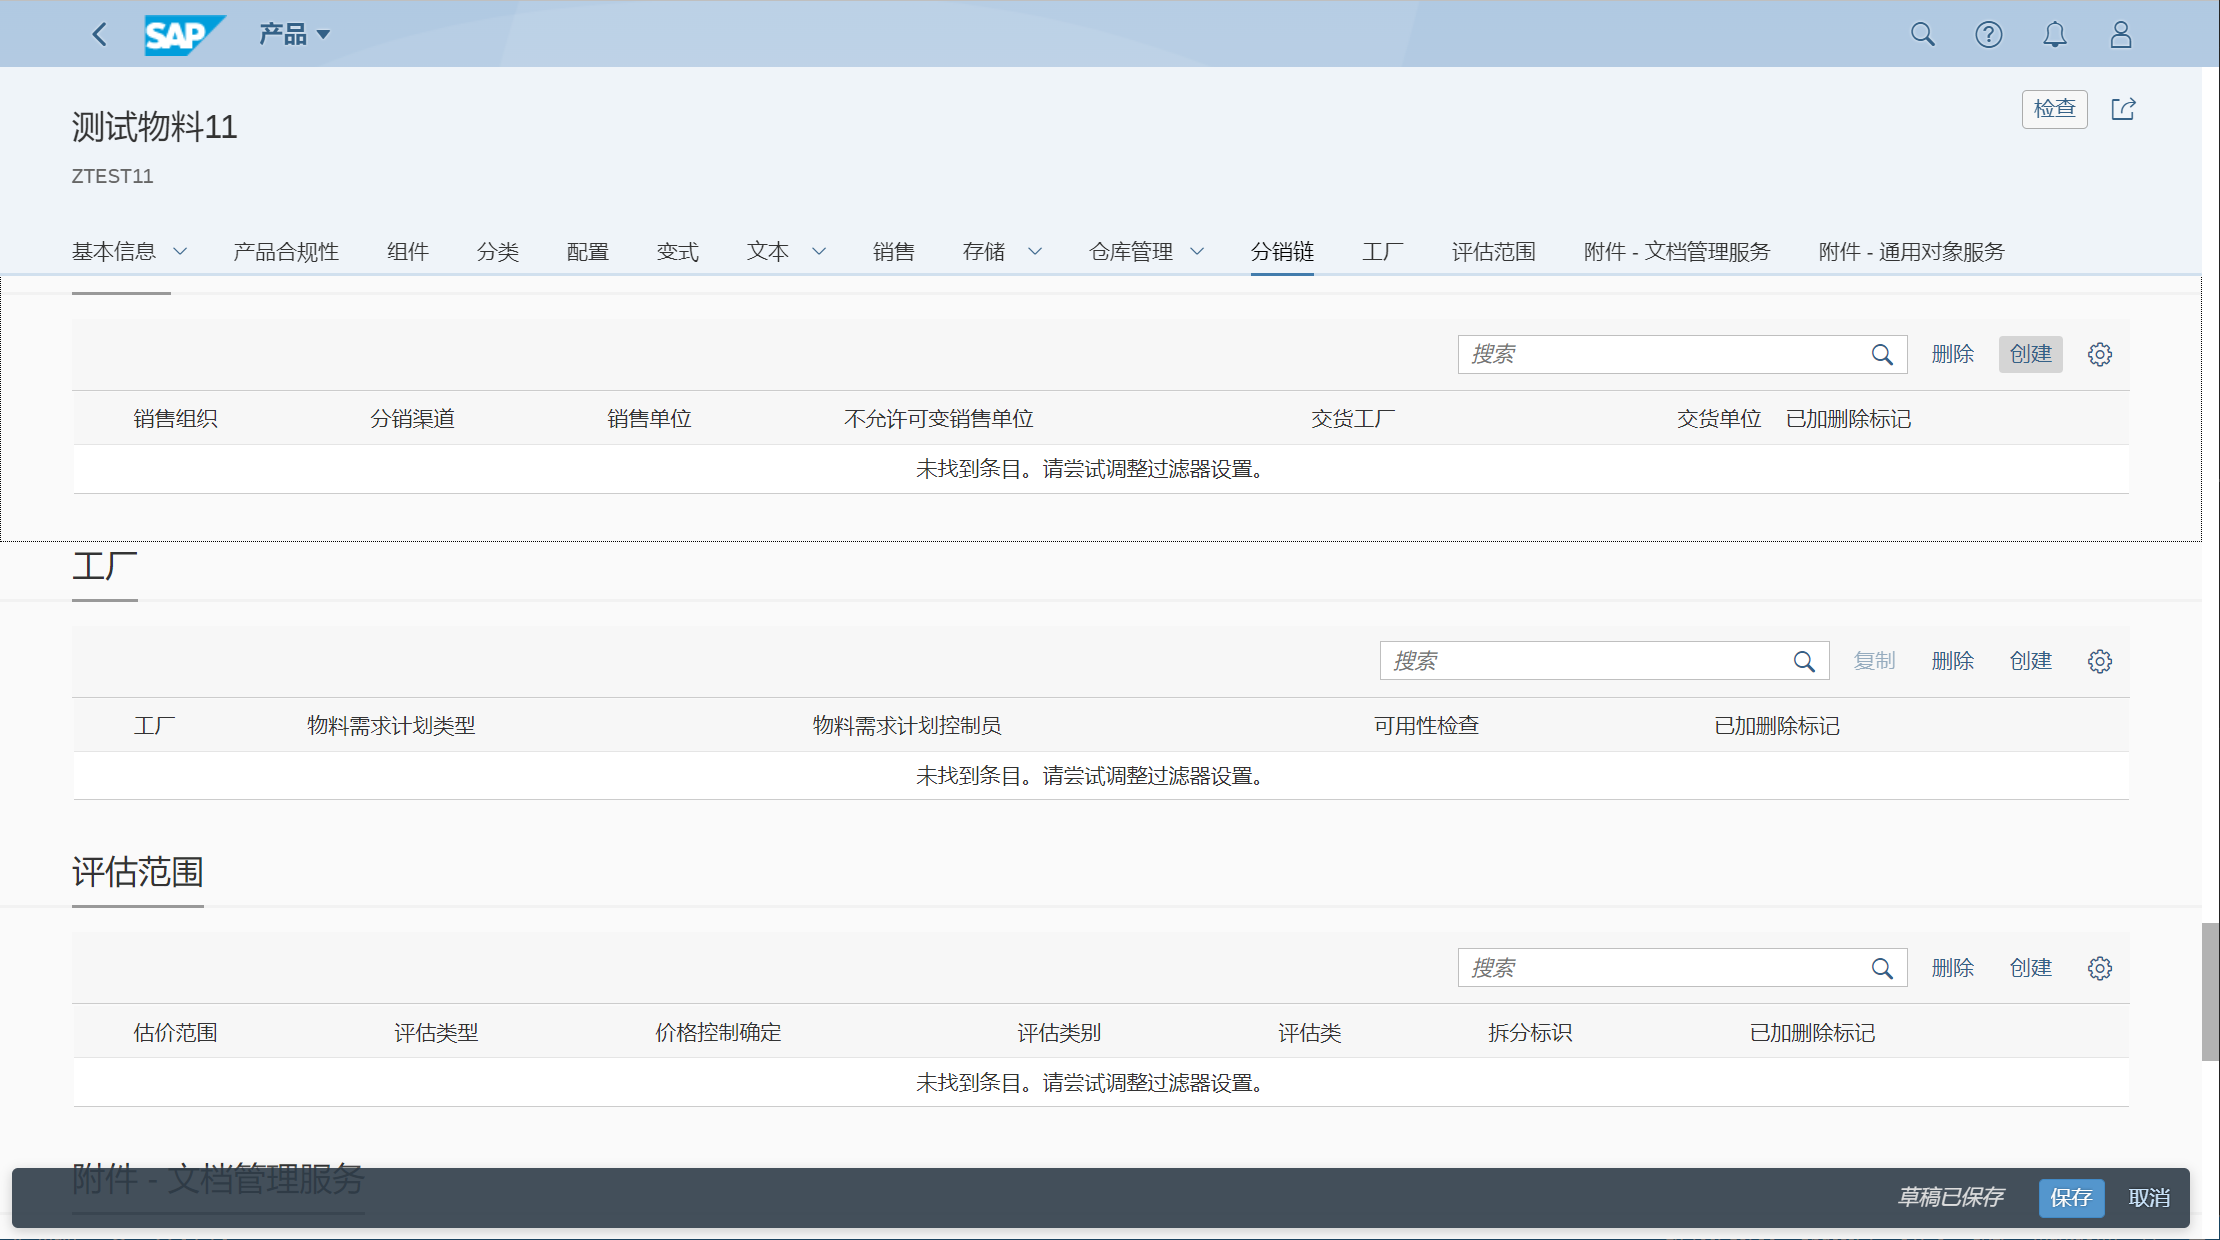 SAP 产品
检查
测试物料11
ZTEST11
基本信息 产品合规性 组件 分类 配置 变式 文本 销售 存储 仓库管理 分销链 工厂 评估范围 附件 - 文档管理服务 附件 - 通用对象服务
搜索 删除 创建
销售组织 分销渠道 销售单位 不允许可变销售单位 交货工厂 交货单位 已加删除标记
未找到条目。请尝试调整过滤器设置。
工厂
搜索 复制 删除 创建
工厂 物料需求计划类型 物料需求计划控制员 可用性检查 已加删除标记
未找到条目。请尝试调整过滤器设置。
评估范围
搜索 删除 创建
估价范围 评估类型 价格控制确定 评估类别 评估类 拆分标识 已加删除标记
未找到条目。请尝试调整过滤器设置。
附件 - 文档管理服务
草稿已保存 保存 取消